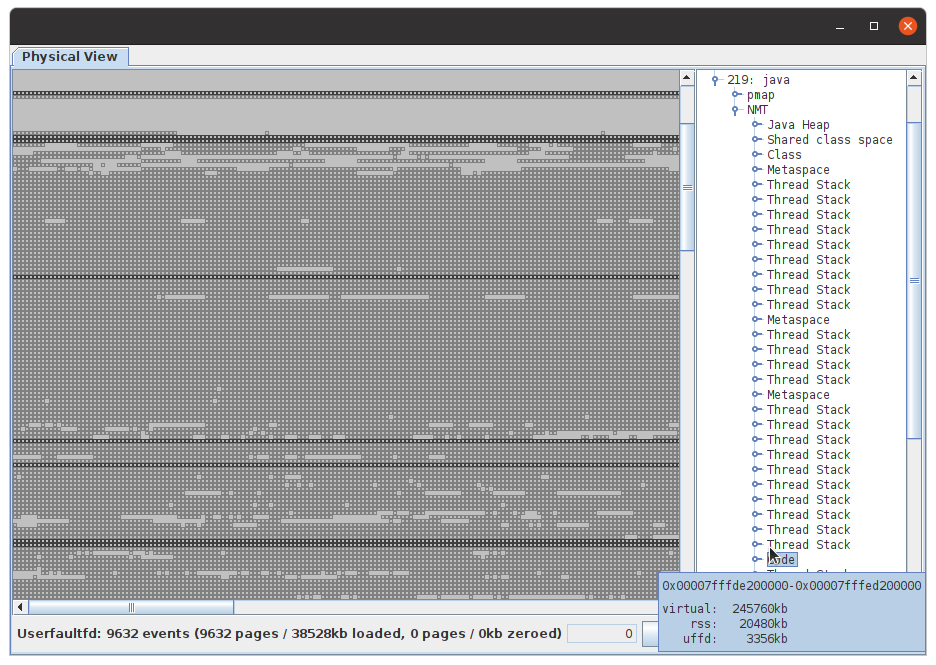 Physical View
219: java
pmap
NMT
Java Heap
Shared class space
Class
Metaspace
Thread Stack
Thread Stack
Thread Stack
Thread Stack
Thread Stack
Thread Stack
Thread Stack
Thread Stack
Thread Stack
Metaspace
Thread Stack
Thread Stack
Thread Stack
Thread Stack
Metaspace
Thread Stack
Thread Stack
Thread Stack
Thread Stack
Thread Stack
Thread Stack
Thread Stack
Thread Stack
Thread Stack
Thread Stack
Code
0x00007fffde200000-0x00007fffed200000
virtual: 245760kb
rss: 20480kb
uffd: 3356kb
Userfaultfd: 9632 events (9632 pages / 38528kb loaded, 0 pages / 0kb zeroed)
0